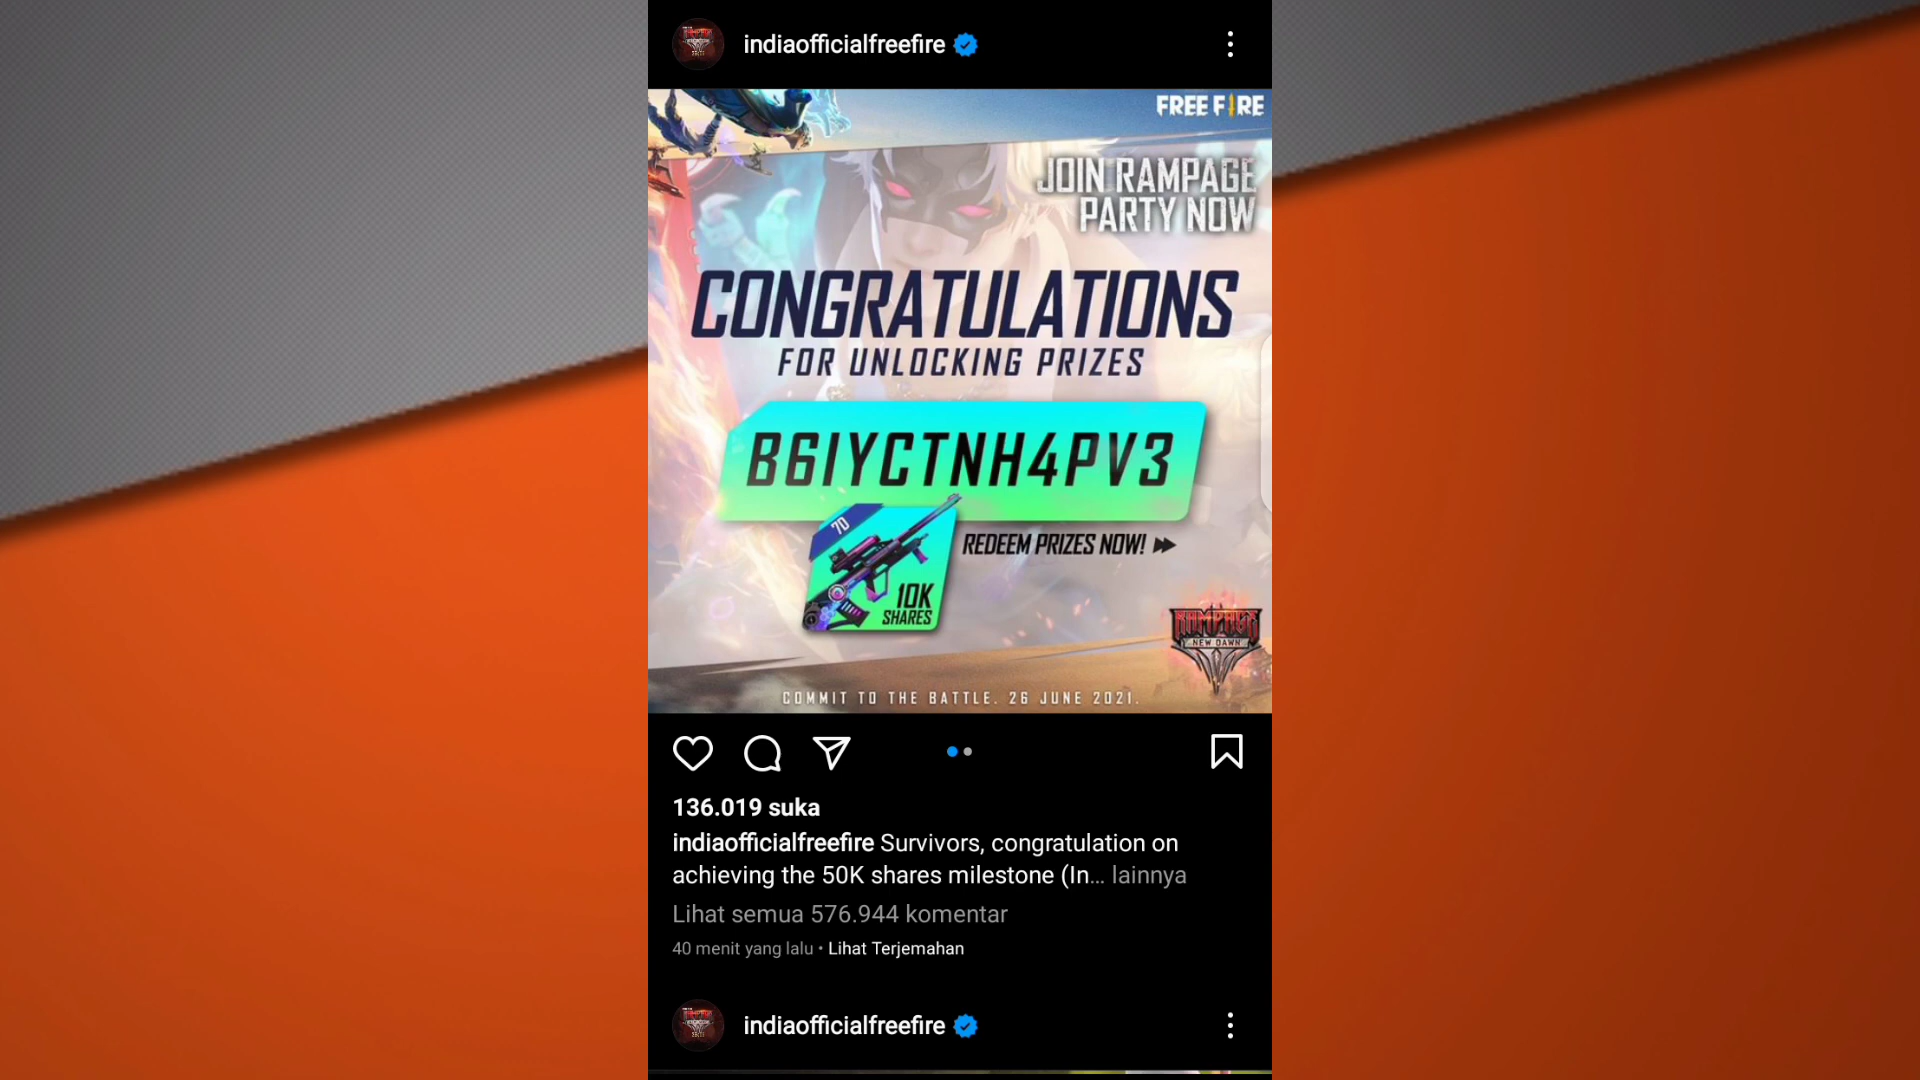 indiaofficialfreefire
FREE FIRE
JOIN RAMPAGE
PARTY NOW
CONGRATULATIONS
FOR UNLOCKING PRIZES
B6IYCTNH4PV3
70
10K
SHARES
REDEEM PRIZES NOW!
RAMPAGE
NEW DAWN
COMMIT TO THE BATTLE. 26 JUNE 2021.
136.019 suka
indiaofficialfreefire Survivors, congratulation on
achieving the 50K shares milestone (In... lainnya
Lihat semua 576.944 komentar
40 menit yang lalu • Lihat Terjemahan
indiaofficialfreefire